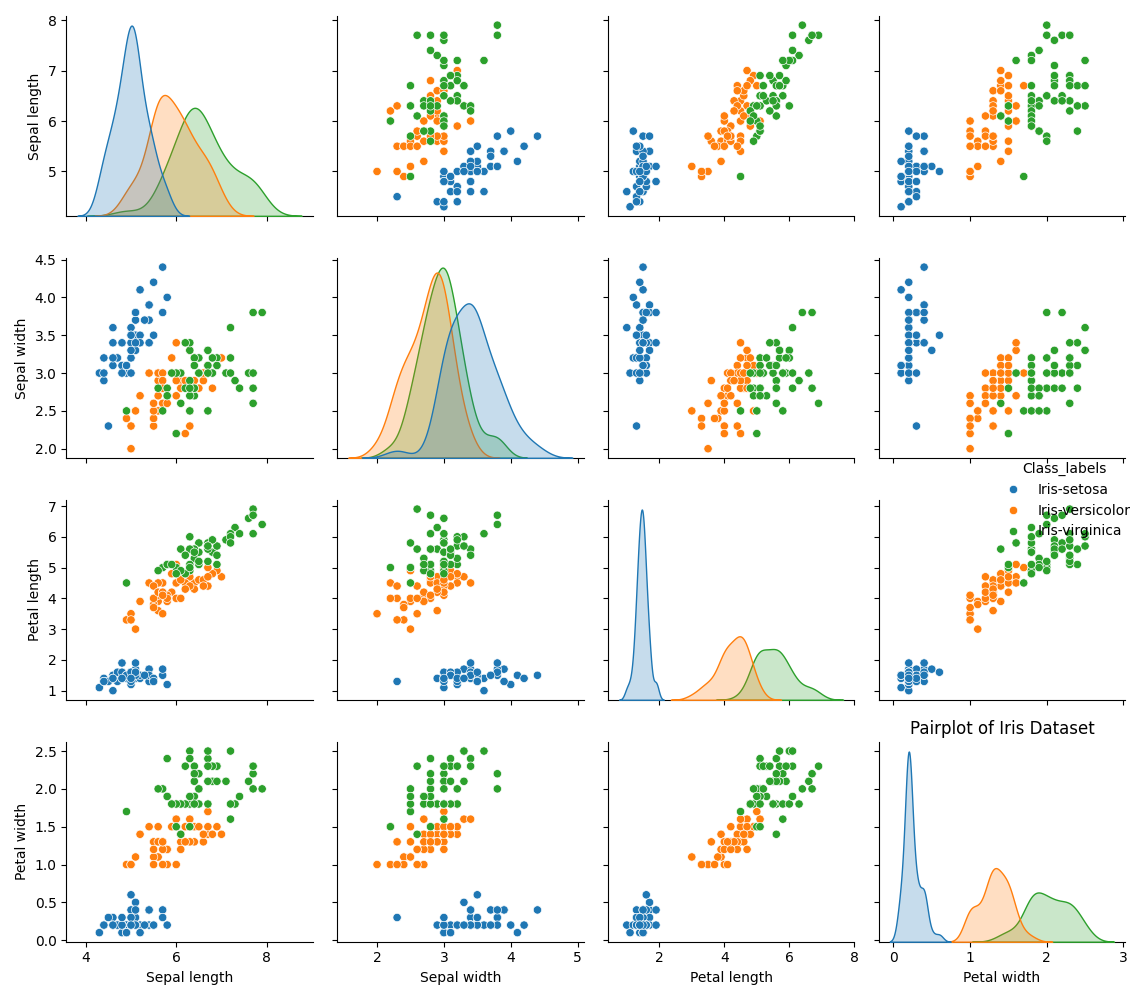 8
7
6
5
Sepal length
4.5
4.0
3.5
3.0
2.5
2.0
Sepal width
Class_labels
Iris-setosa
Iris-versicolor
Iris-virginica
7
6
5
4
3
2
1
Petal length
Pairplot of Iris Dataset
2.5
2.0
1.5
1.0
0.5
0.0
Petal width
4 6 8
2 3 4 5
2 4 6 8
0 1 2 3
Sepal length
Sepal width
Petal length
Petal width